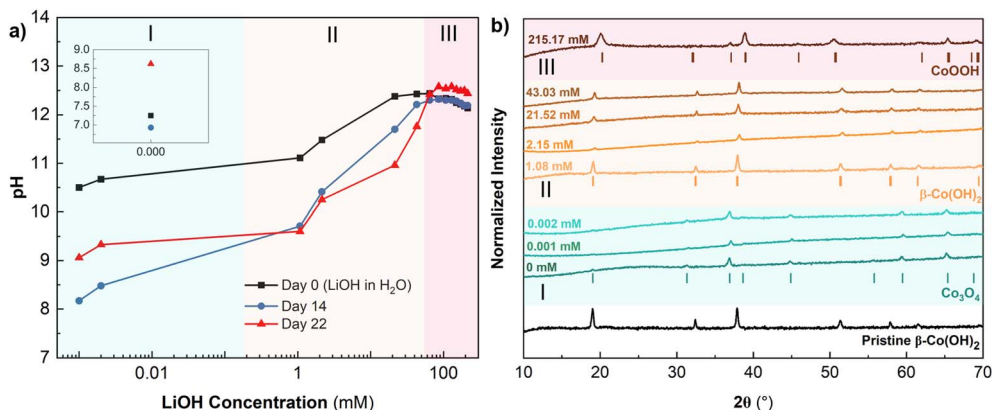 a)
I
II
III
14
13
12
11
10
9
8
7
pH
9.0
8.5
8.0
7.5
7.0
0.000
Day 0 (LiOH in H₂O)
Day 14
Day 22
0.01
1
100
LiOH Concentration (mM)
b)
Normalized Intensity
215.17 mM
III
CoOOH
43.03 mM
21.52 mM
2.15 mM
1.08 mM
II
β-Co(OH)₂
0.002 mM
0.001 mM
0 mM
I
Co₃O₄
Pristine β-Co(OH)₂
10
20
30
40
50
60
70
2θ (°)